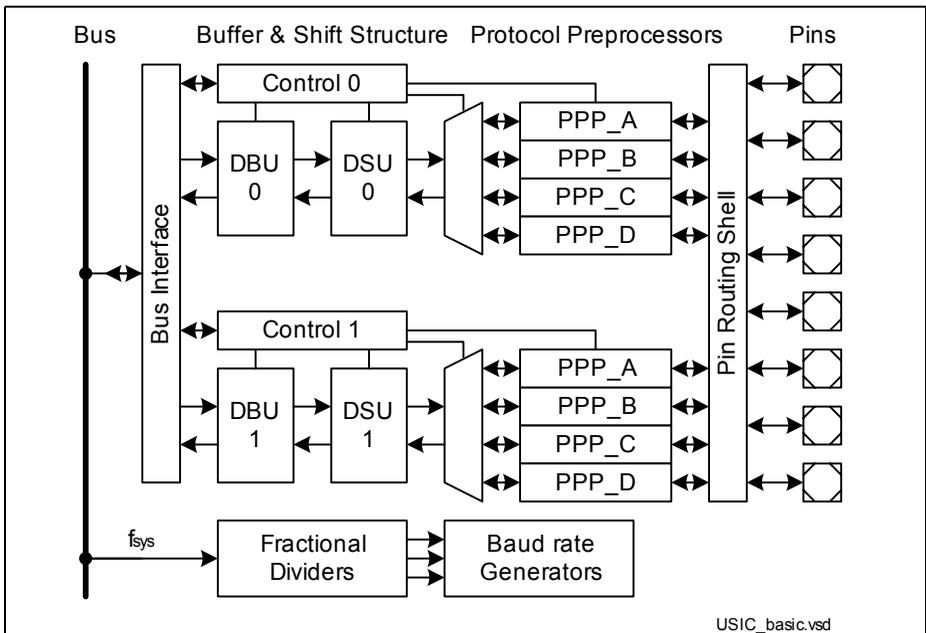 Bus
Buffer & Shift Structure
Protocol Preprocessors
Pins
Bus Interface
Control 0
DBU
0
DSU
0
PPP_A
PPP_B
PPP_C
PPP_D
Pin Routing Shell
Control 1
DBU
1
DSU
1
PPP_A
PPP_B
PPP_C
PPP_D
fsys
Fractional
Dividers
Baud rate
Generators
USIC_basic.vsd